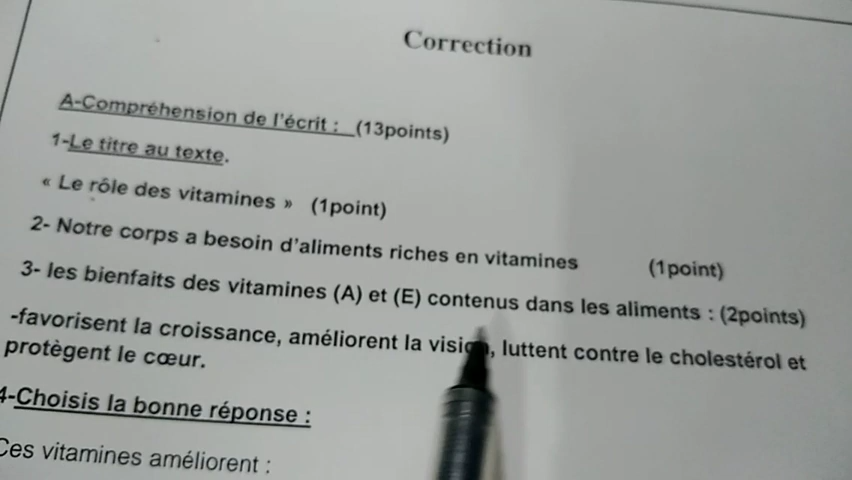 Correction
A-Compréhension de l'écrit : (13points)
1-Le titre au texte.
« Le rôle des vitamines » (1point)
2- Notre corps a besoin d'aliments riches en vitamines (1point)
3- les bienfaits des vitamines (A) et (E) contenus dans les aliments : (2points)
-favorisent la croissance, améliorent la vision, luttent contre le cholestérol et
protègent le cœur.
4-Choisis la bonne réponse :
Ces vitamines améliorent :